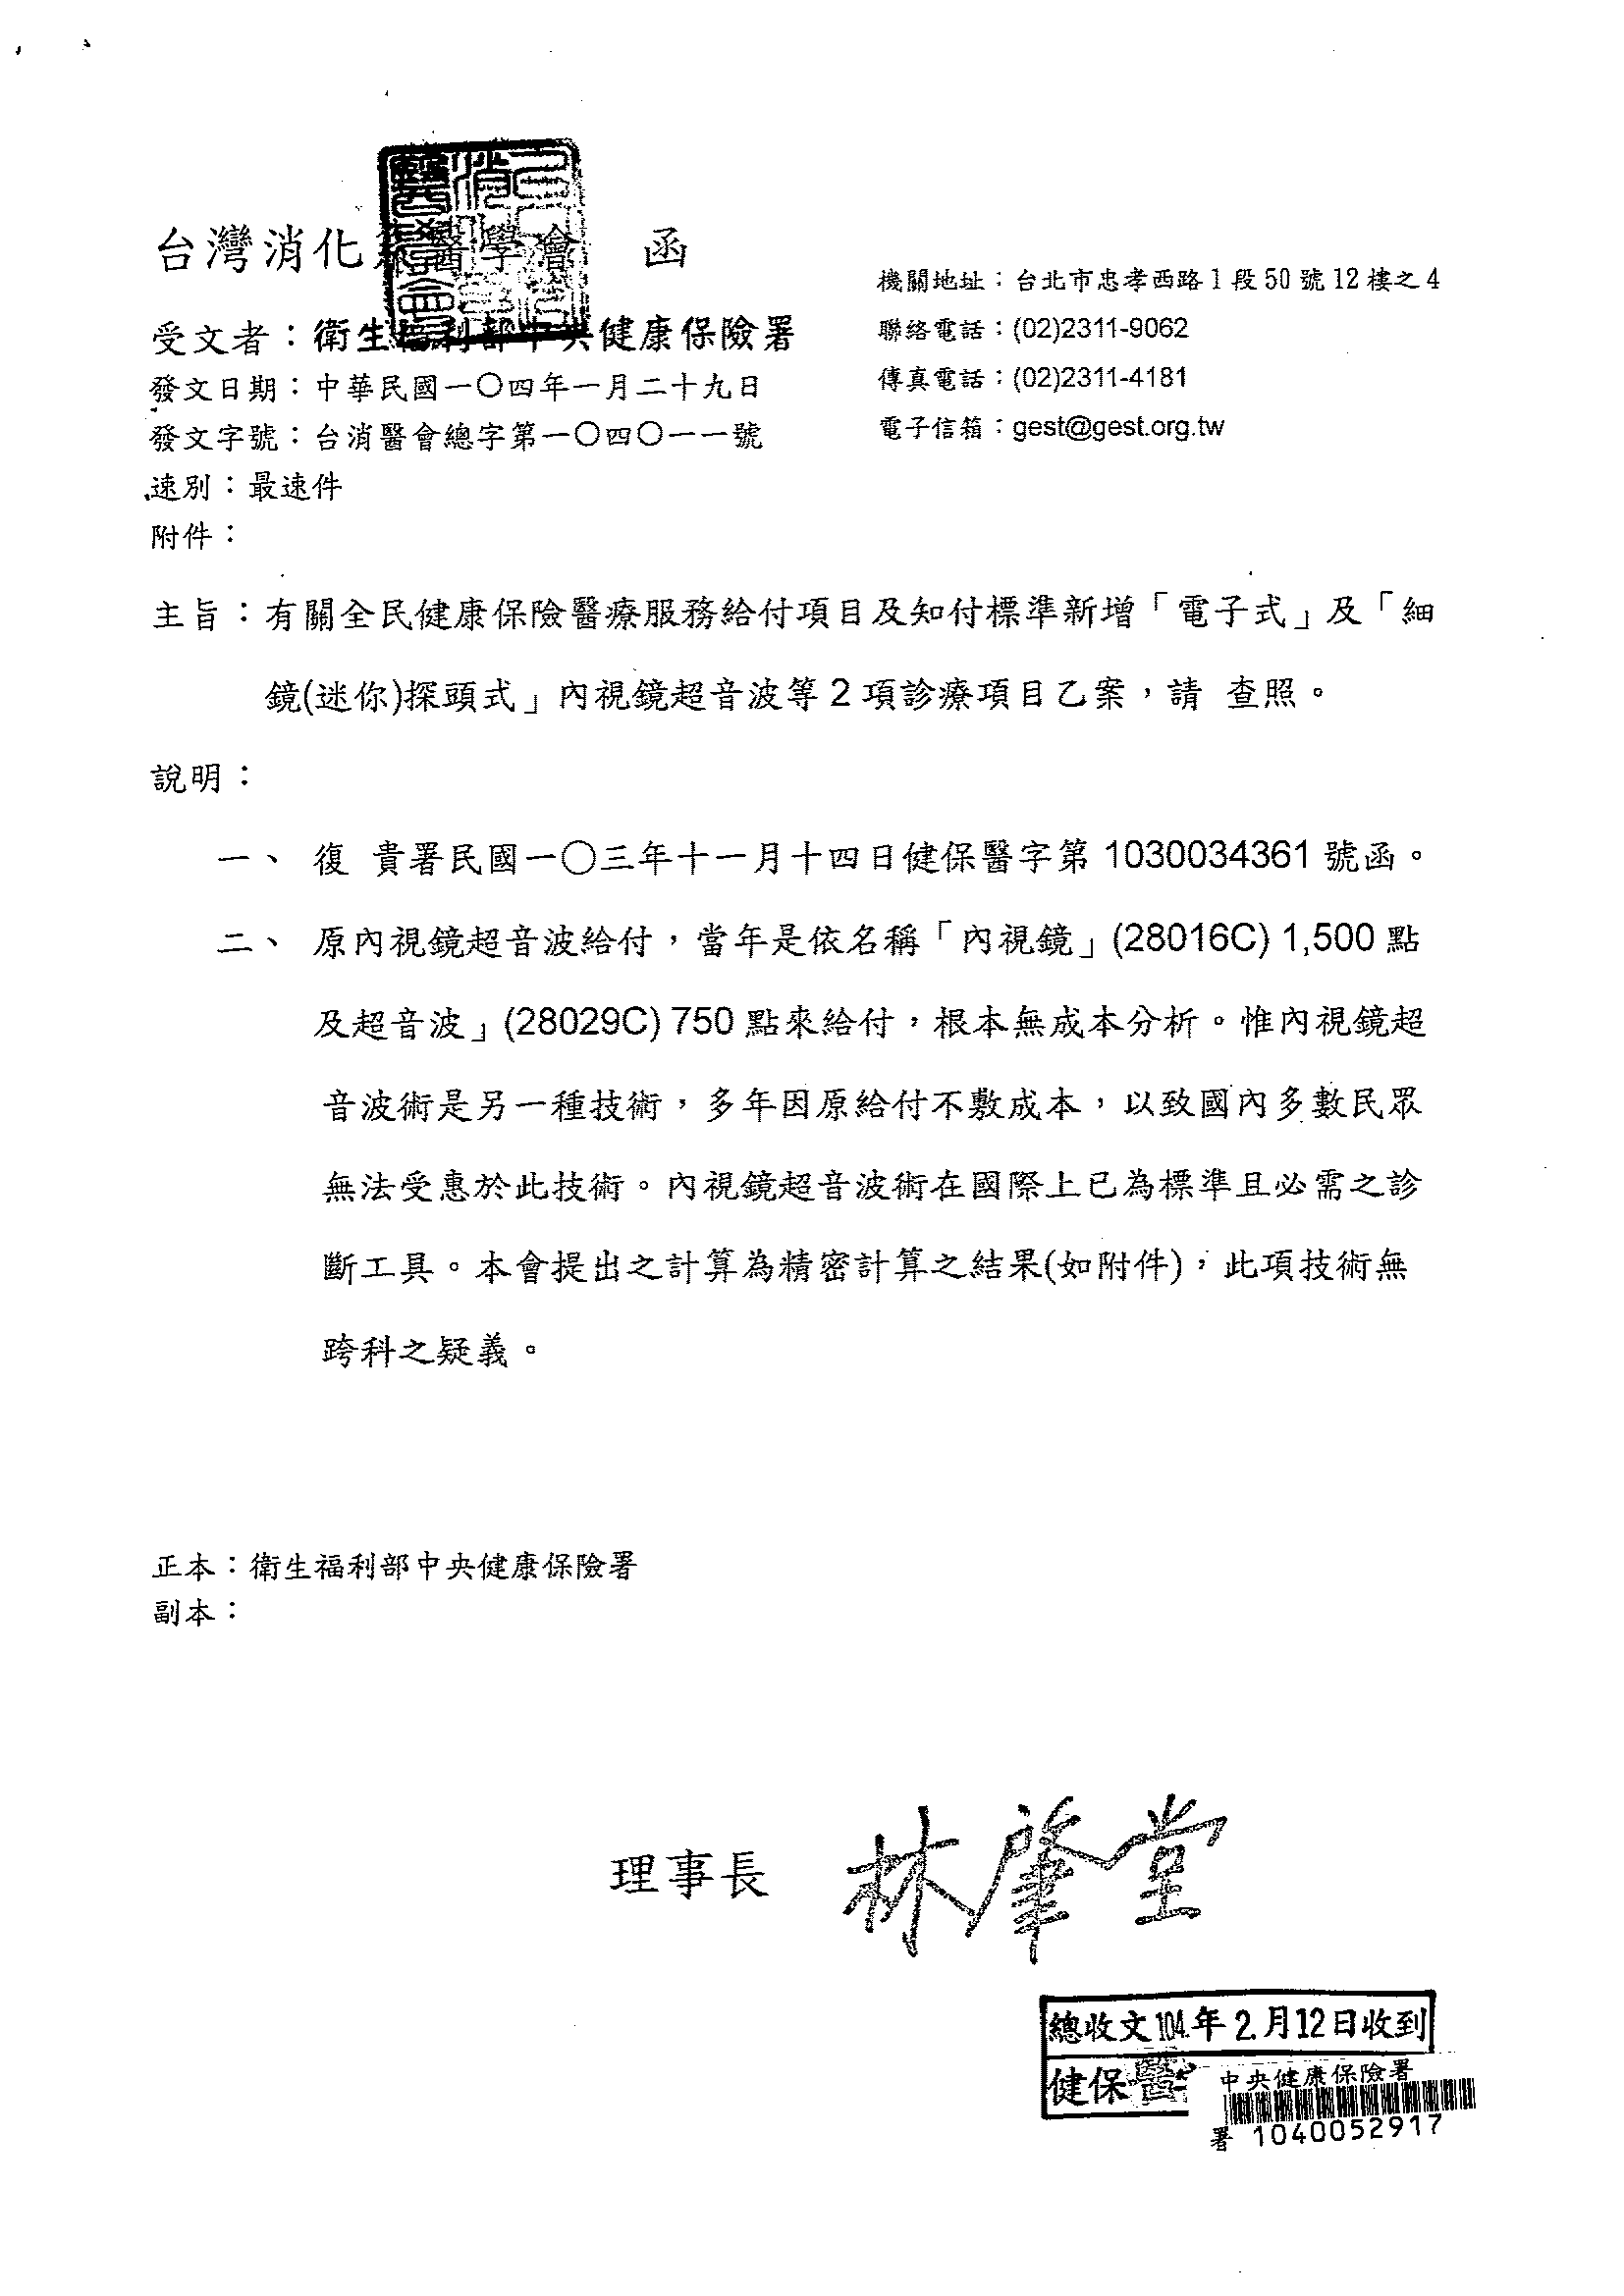 台灣消化系醫學會 函
機關地址：台北市忠孝西路1段50號12樓之4
聯絡電話：(02)2311-9062
傳真電話：(02)2311-4181
電子信箱：gest@gest.org.tw
受文者：衛生福利部中央健康保險署
發文日期：中華民國一〇四年一月二十九日
發文字號：台消醫會總字第一〇四〇一一號
速別：最速件
附件：
主旨：有關全民健康保險醫療服務給付項目及知付標準新增「電子式」及「細
鏡(迷你)探頭式」內視鏡超音波等2項診療項目乙案，請 查照。
說明：
一、 復 貴署民國一〇三年十一月十四日健保醫字第1030034361號函。
二、 原內視鏡超音波給付，當年是依名稱「內視鏡」(28016C) 1,500點
及超音波」(28029C) 750點來給付，根本無成本分析。惟內視鏡超
音波術是另一種技術，多年因原給付不敷成本，以致國內多數民眾
無法受惠於此技術。內視鏡超音波術在國際上已為標準且必需之診
斷工具。本會提出之計算為精密計算之結果(如附件)，此項技術無
跨科之疑義。
正本：衛生福利部中央健康保險署
副本：
理事長 林肇堂
總收文104.年2.月12日收到
健保醫
中央健康保險署
署 1040052917